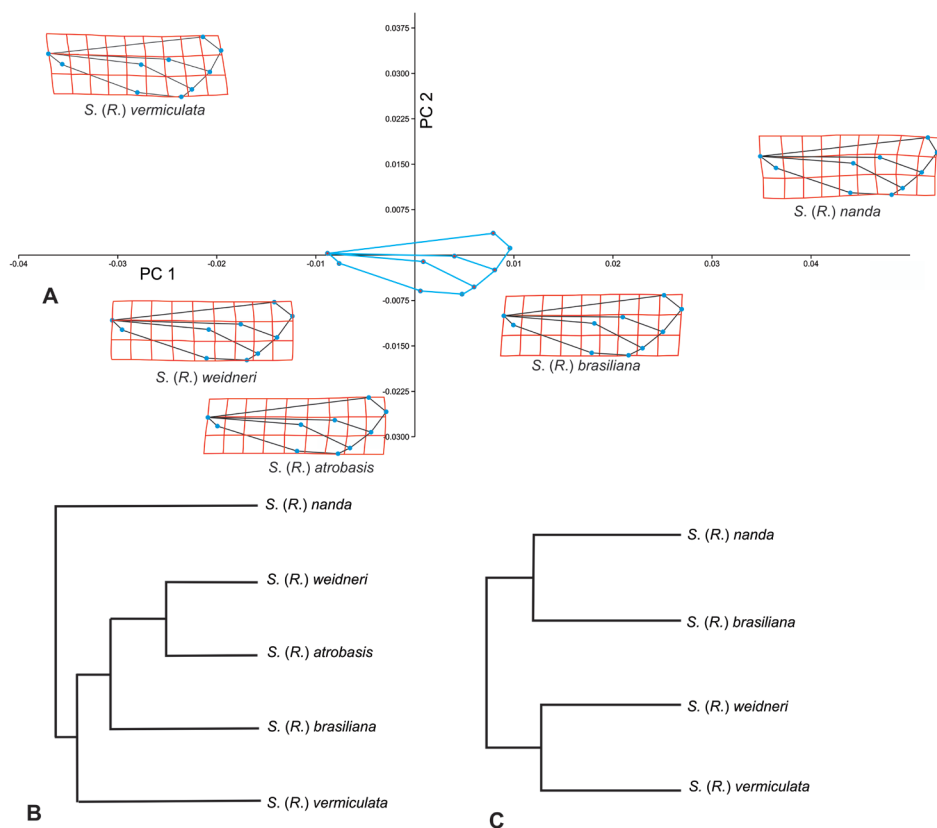 0.0375
0.0300
0.0225
0.0150
0.0075
PC 2
S. (R.) vermiculata
S. (R.) nanda
-0.04
-0.03
-0.02
-0.01
0.01
0.02
0.03
0.04
PC 1
A
-0.0075
-0.0150
-0.0225
-0.0300
S. (R.) weidneri
S. (R.) brasiliana
S. (R.) atrobasis
S. (R.) nanda
S. (R.) weidneri
S. (R.) atrobasis
S. (R.) brasiliana
S. (R.) vermiculata
B
S. (R.) nanda
S. (R.) brasiliana
S. (R.) weidneri
S. (R.) vermiculata
C